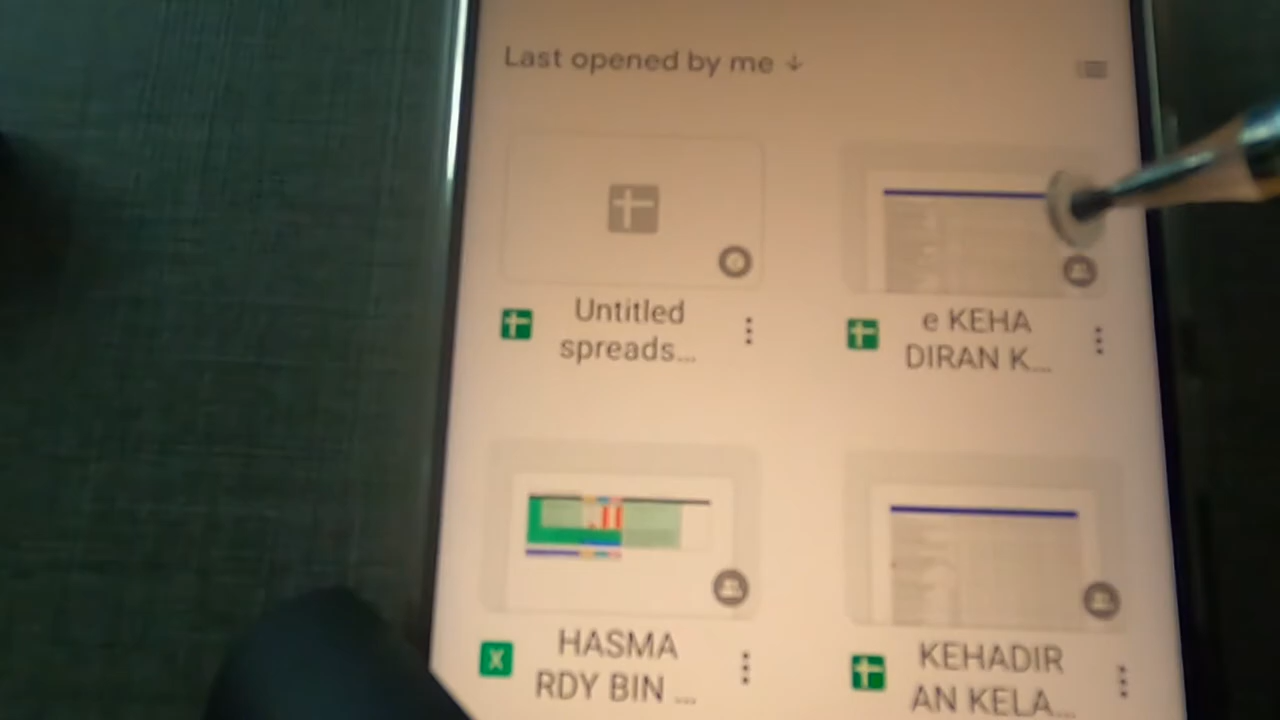 Last opened by me ↓
Untitled
spreads...
e KEHA
DIRAN K...
HASMA
RDY BIN ...
KEHADIR
AN KELA...